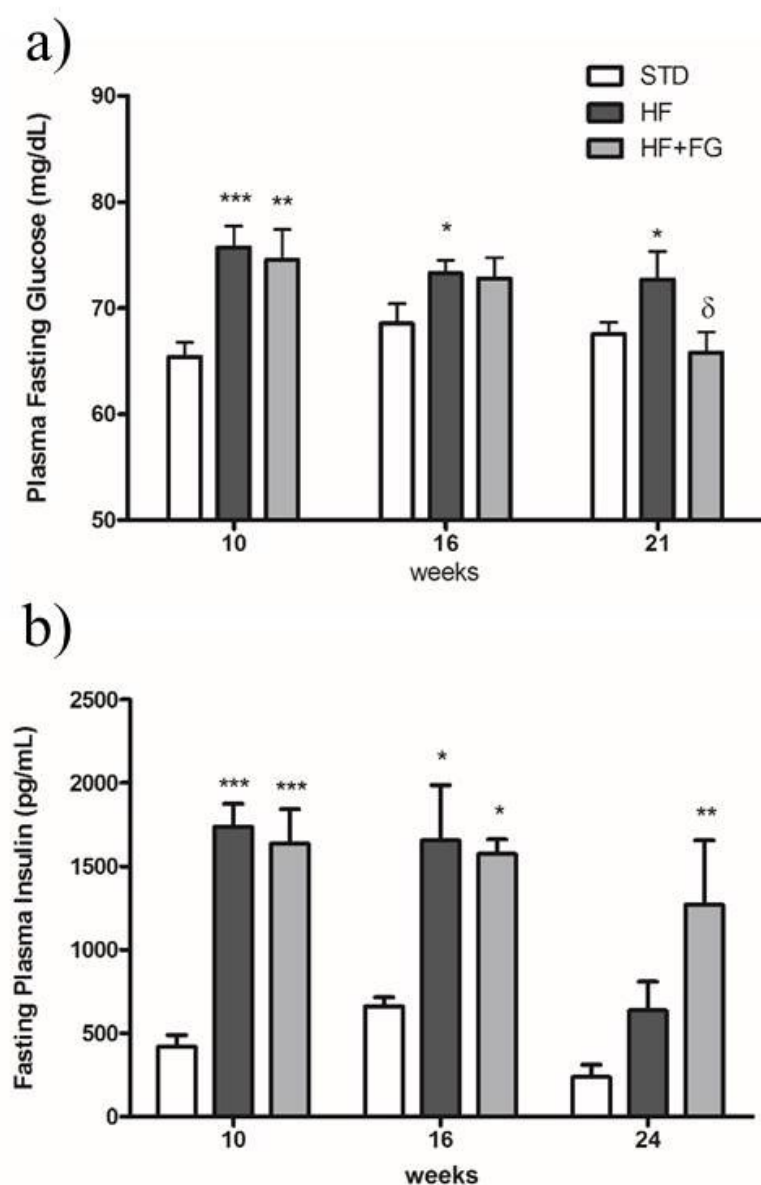 a)
STD
HF
HF+FG
Plasma Fasting Glucose (mg/dL)
90
80
70
60
50
***
**
*
*
δ
10
16
21
weeks
b)
Fasting Plasma Insulin (pg/mL)
2500
2000
1500
1000
500
0
***
***
*
*
**
10
16
24
weeks